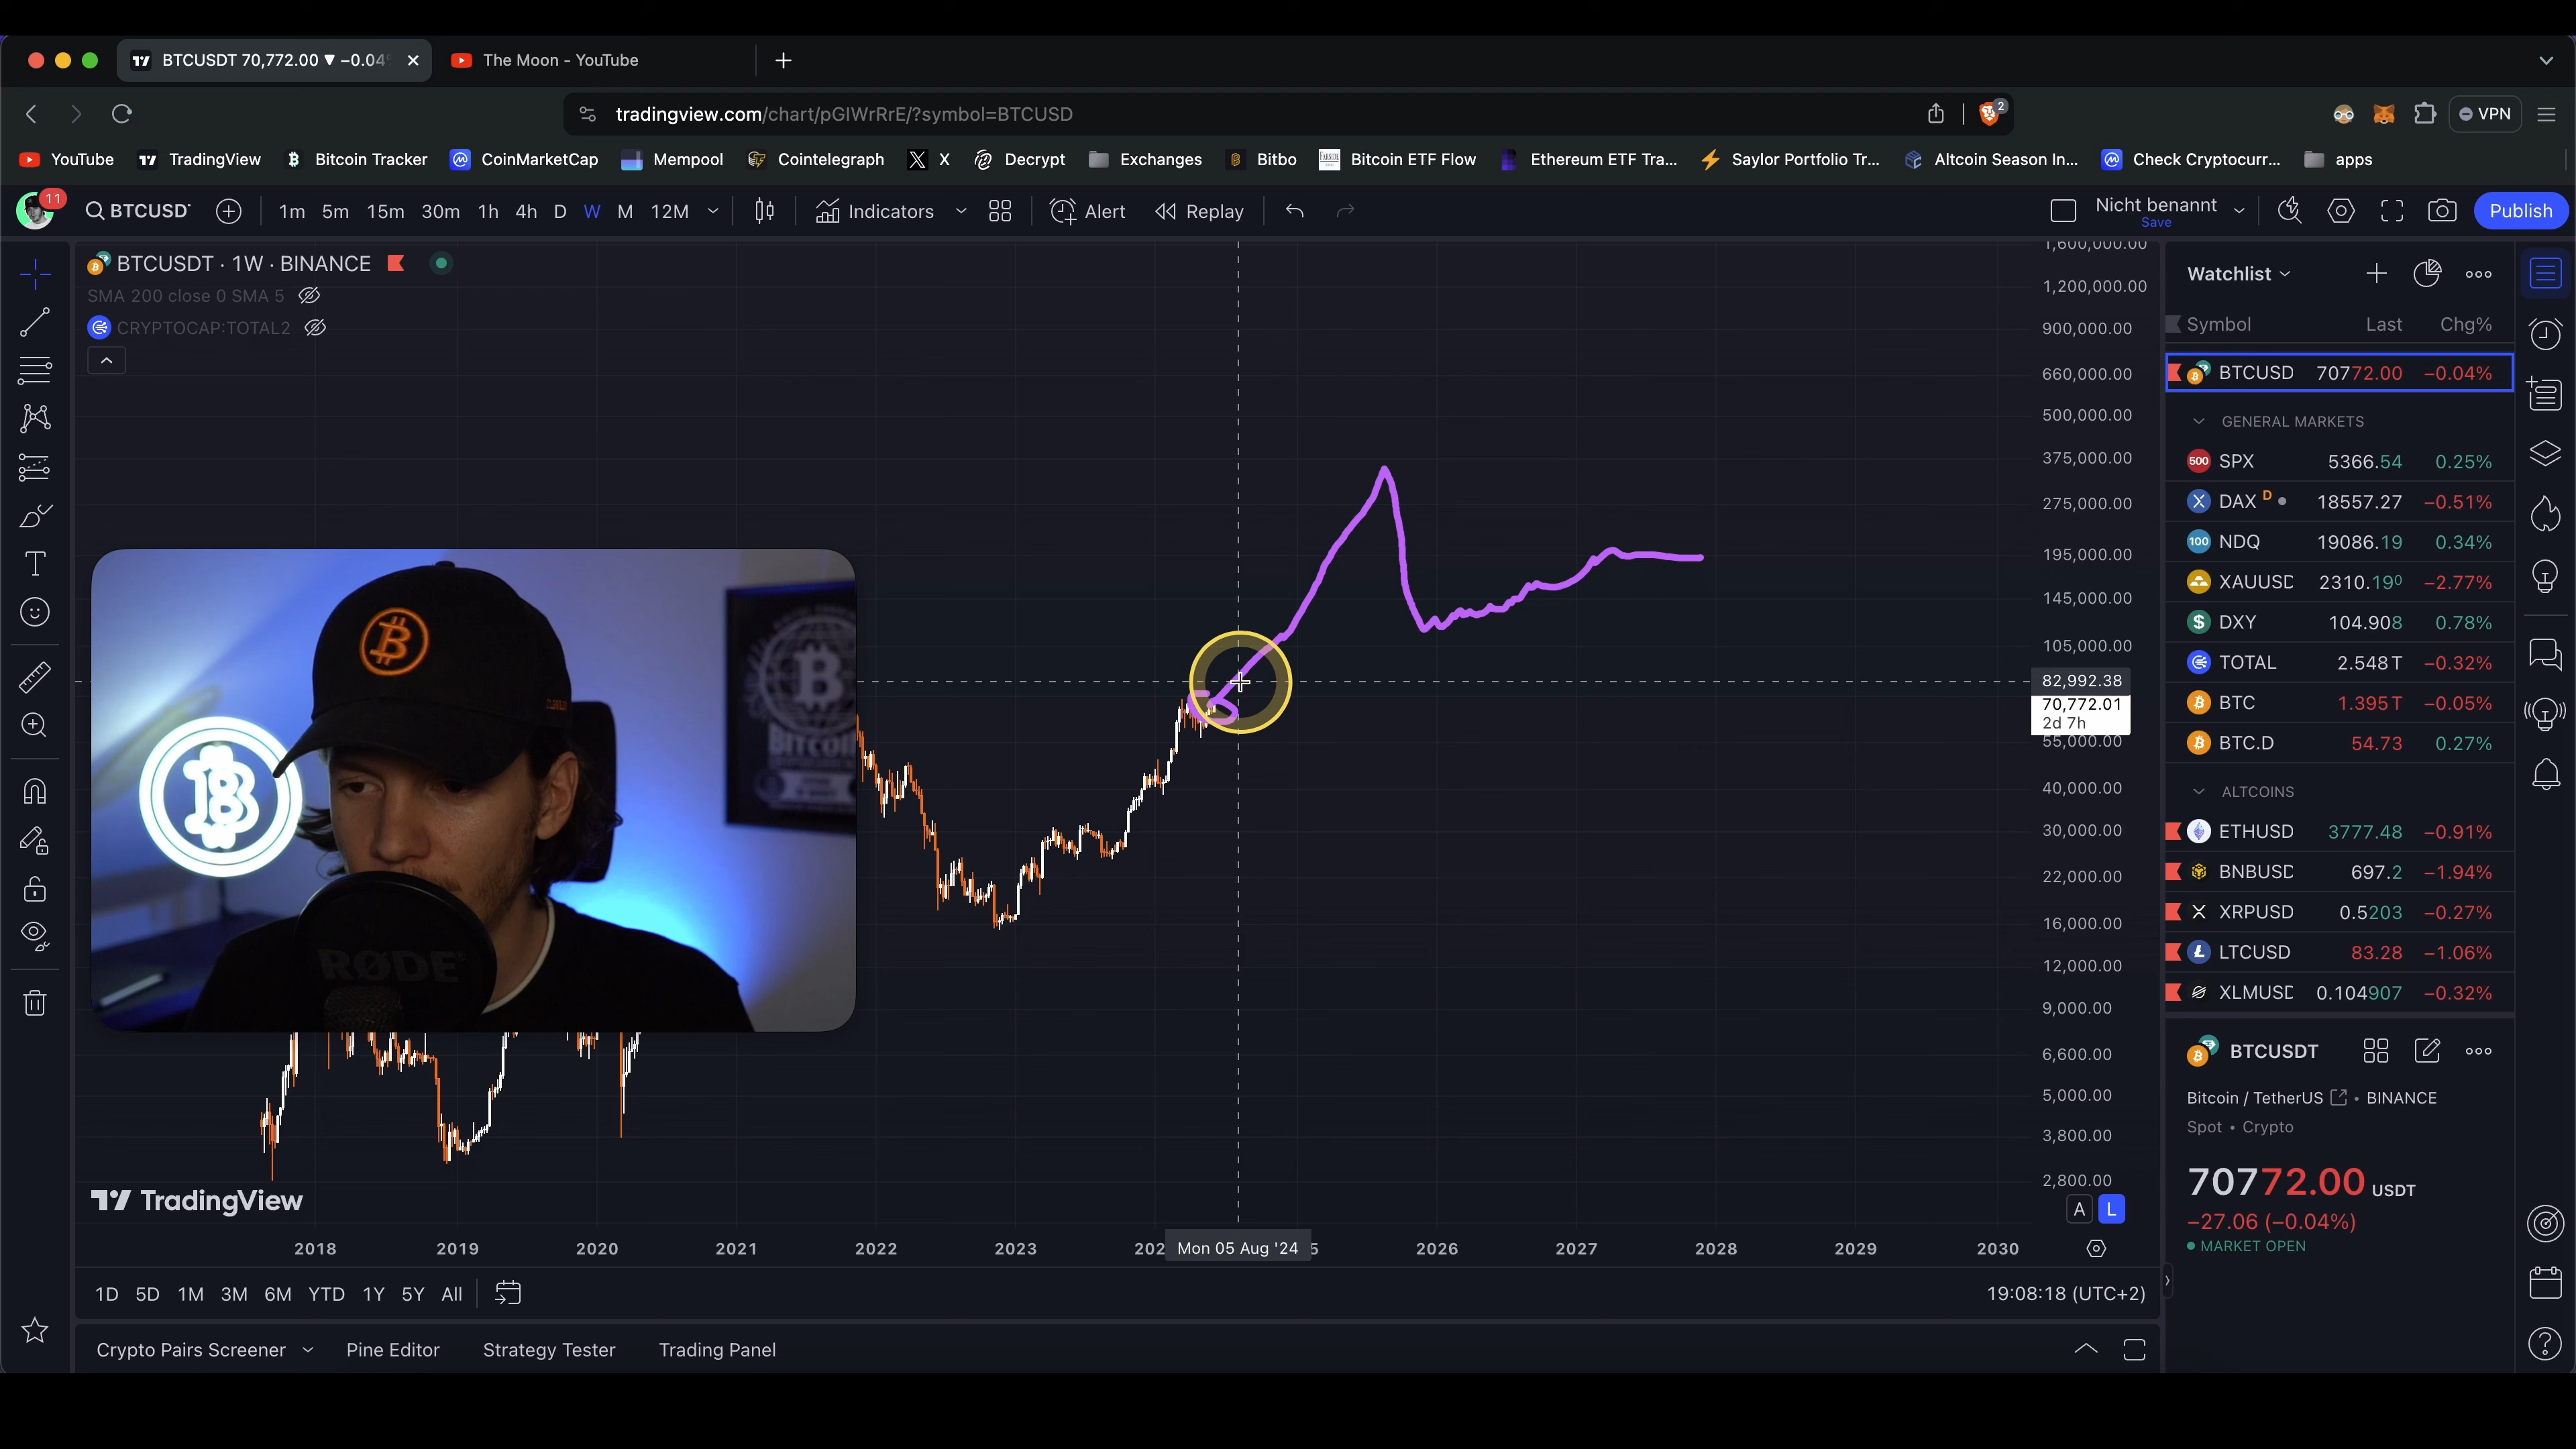 BTCUSDT 70,772.00 ▼ −0.04
The Moon - YouTube
tradingview.com/chart/pGIWrRrE/?symbol=BTCUSD
2
VPN
YouTube TradingView Bitcoin Tracker CoinMarketCap Mempool Cointelegraph X Decrypt Exchanges Bitbo Bitcoin ETF Flow Ethereum ETF Tra... Saylor Portfolio Tr... Altcoin Season In... Check Cryptocurr... apps
11
BTCUSD 1m 5m 15m 30m 1h 4h D W M 12M Indicators Alert Replay Nicht benannt Publish
Save
BTCUSDT · 1W · BINANCE
SMA 200 close 0 SMA 5
CRYPTOCAP:TOTAL2
1,600,000.00
1,200,000.00
900,000.00
660,000.00
500,000.00
375,000.00
275,000.00
195,000.00
145,000.00
105,000.00
82,992.38
70,772.01
2d 7h
55,000.00
40,000.00
30,000.00
22,000.00
16,000.00
12,000.00
9,000.00
6,600.00
5,000.00
3,800.00
2,800.00
A L
RØDE
BITCOIN
TradingView
2018 2019 2020 2021 2022 2023 202 Mon 05 Aug '24 5 2026 2027 2028 2029 2030
1D 5D 1M 3M 6M YTD 1Y 5Y All
19:08:18 (UTC+2)
Crypto Pairs Screener Pine Editor Strategy Tester Trading Panel
Watchlist
Symbol Last Chg%
BTCUSD 70772.00 −0.04%
GENERAL MARKETS
500 SPX 5366.54 0.25%
DAX D 18557.27 −0.51%
100 NDQ 19086.19 0.34%
XAUUSD 2310.190 −2.77%
DXY 104.908 0.78%
TOTAL 2.548 T −0.32%
BTC 1.395 T −0.05%
BTC.D 54.73 0.27%
ALTCOINS
ETHUSD 3777.48 −0.91%
BNBUSD 697.2 −1.94%
XRPUSD 0.5203 −0.27%
LTCUSD 83.28 −1.06%
XLMUSD 0.104907 −0.32%
BTCUSDT
Bitcoin / TetherUS • BINANCE
Spot • Crypto
70772.00 USDT
−27.06 (−0.04%)
MARKET OPEN